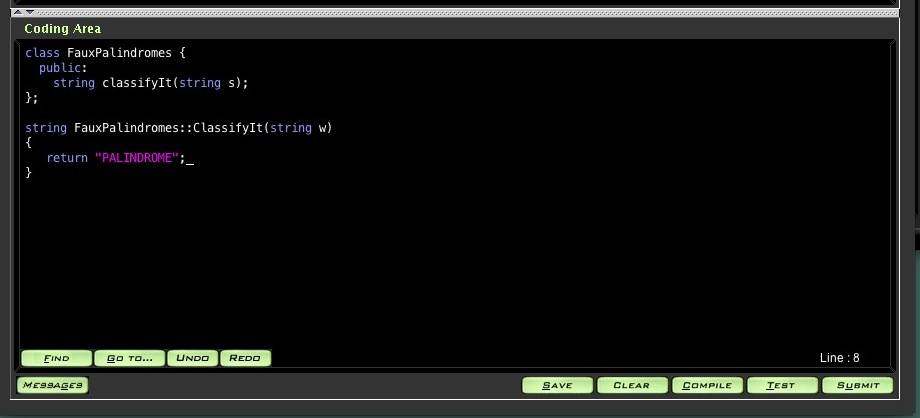 Coding Area
class FauxPalindromes {
public:
string classifyIt(string s);
};
string FauxPalindromes::ClassifyIt(string w)
{
return "PALINDROME";_
}
FIND GO TO... UNDO REDO Line : 8
MESSAGES SAVE CLEAR COMPILE TEST SUBMIT